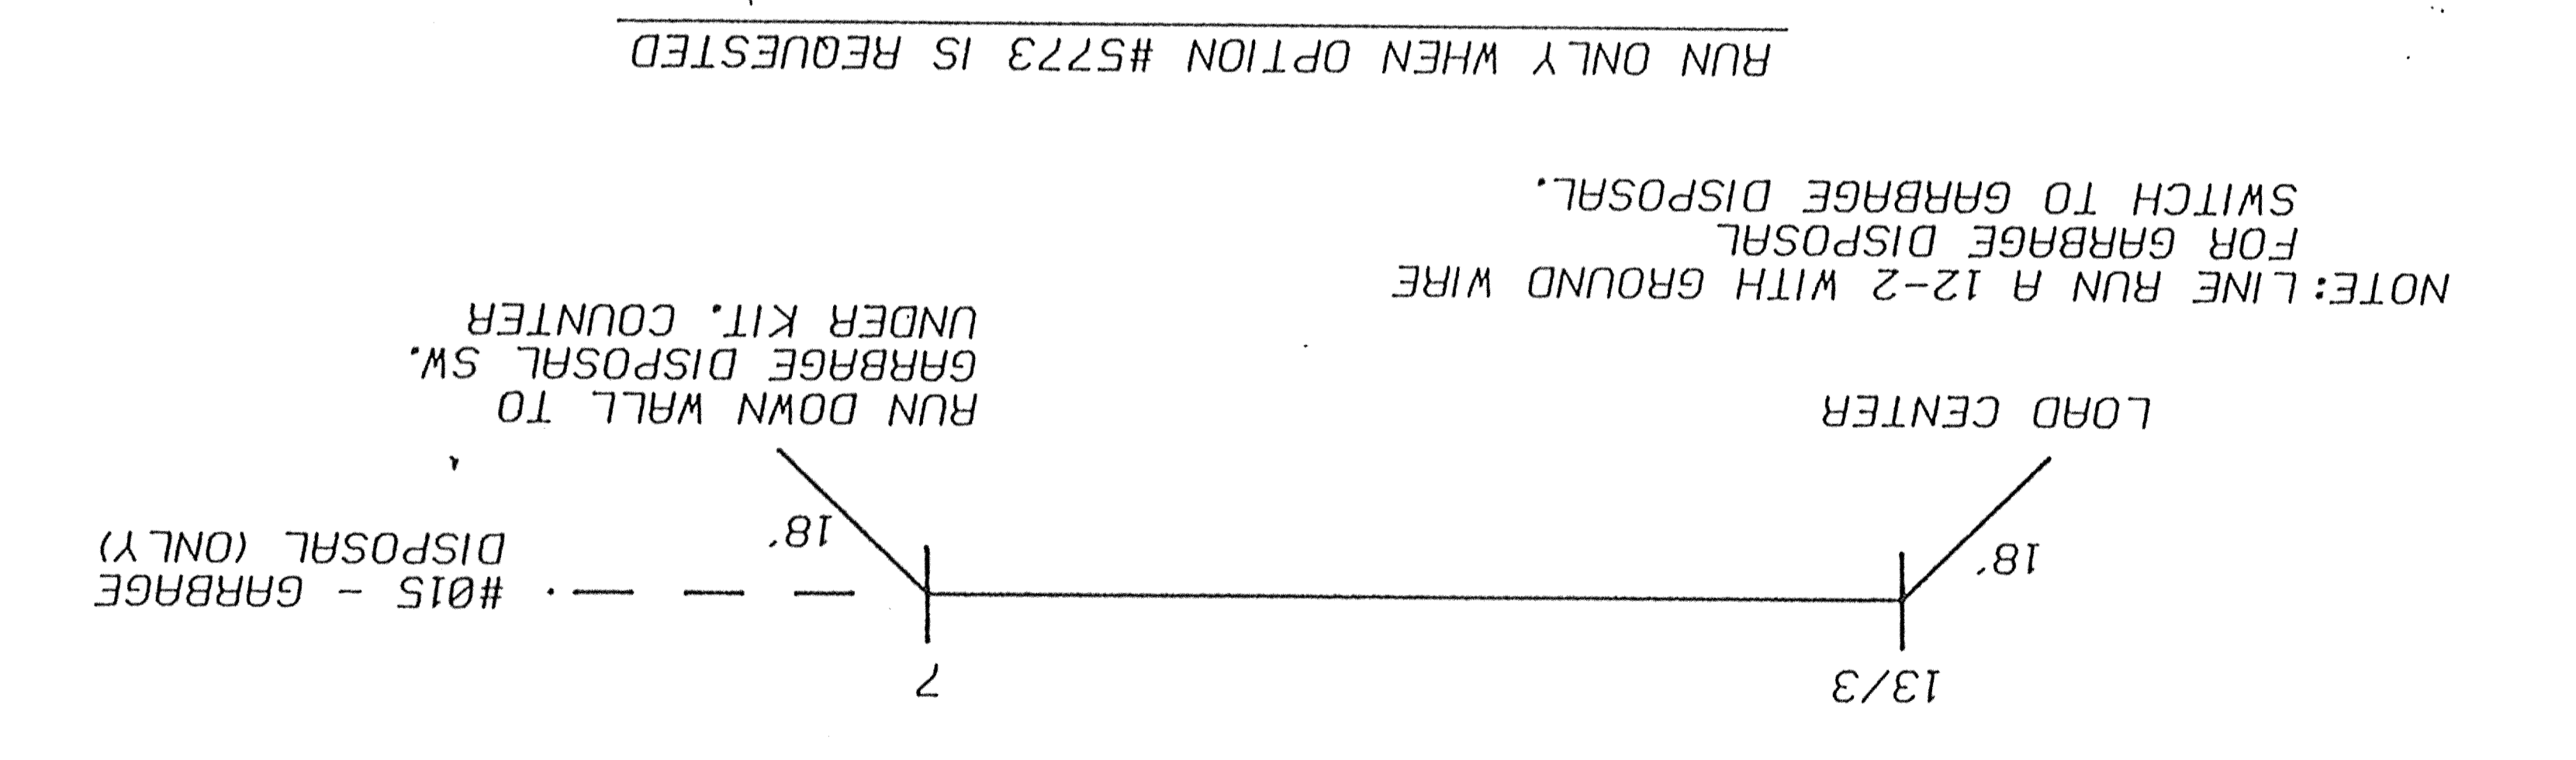 13/3
7
#015 - GARBAGE
DISPOSAL (ONLY)
18'
18'
LOAD CENTER
RUN DOWN WALL TO
GARBAGE DISPOSAL SW.
UNDER KIT. COUNTER
NOTE:LINE RUN A 12-2 WITH GROUND WIRE
FOR GARBAGE DISPOSAL
SWITCH TO GARBAGE DISPOSAL.
RUN ONLY WHEN OPTION #5773 IS REQUESTED